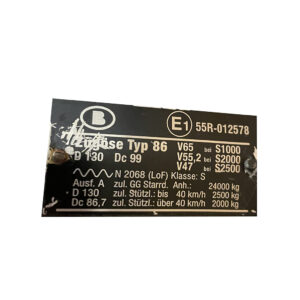 B
E1 55R-012578
Zugöse Typ 86 V65 bei S1000
D 130 Dc 99 V55,2 bei S2000
V47 bei S2500
N 2068 (LoF) Klasse: S
Ausf. A zul. GG Starrd. Anh.: 24000 kg
D 130 zul. Stützl.: bis 40 km/h 2500 kg
Dc 86,7 zul. Stützl.: über 40 km/h 2000 kg